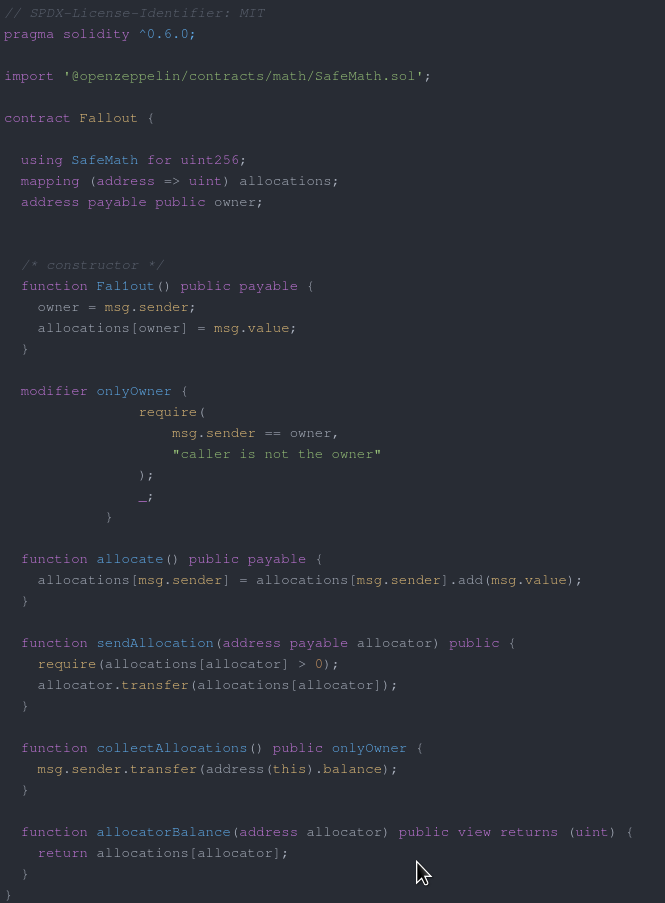 // SPDX-License-Identifier: MIT
pragma solidity ^0.6.0;
import '@openzeppelin/contracts/math/SafeMath.sol';
contract Fallout {
using SafeMath for uint256;
mapping (address => uint) allocations;
address payable public owner;
/* constructor */
function Fal1out() public payable {
owner = msg.sender;
allocations[owner] = msg.value;
}
modifier onlyOwner {
require(
msg.sender == owner,
"caller is not the owner"
);
_;
}
function allocate() public payable {
allocations[msg.sender] = allocations[msg.sender].add(msg.value);
}
function sendAllocation(address payable allocator) public {
require(allocations[allocator] > 0);
allocator.transfer(allocations[allocator]);
}
function collectAllocations() public onlyOwner {
msg.sender.transfer(address(this).balance);
}
function allocatorBalance(address allocator) public view returns (uint) {
return allocations[allocator];
}
}